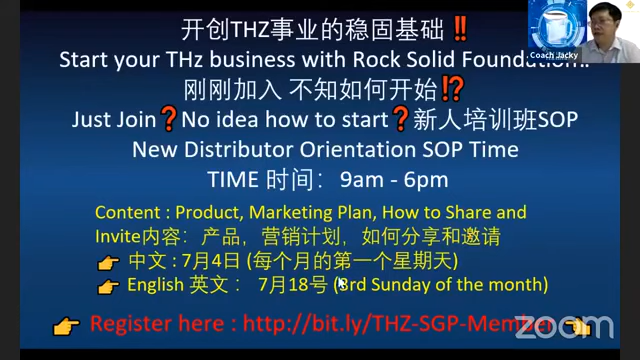 开创THZ事业的稳固基础‼
Coach Jacky
Start your THz business with Rock Solid Foundation!!
刚刚加入 不知如何开始⁉
Just Join❓No idea how to start❓新人培训班SOP
New Distributor Orientation SOP Time
TIME 时间： 9am - 6pm
Content : Product, Marketing Plan, How to Share and
Invite内容： 产品，营销计划，如何分享和邀请
👉 中文 : 7月4日 (每个月的第一个星期天)
👉 English 英文： 7月18号 (3rd Sunday of the month)
👉 Register here : http://bit.ly/THZ-SGP-Member 👈
zoom